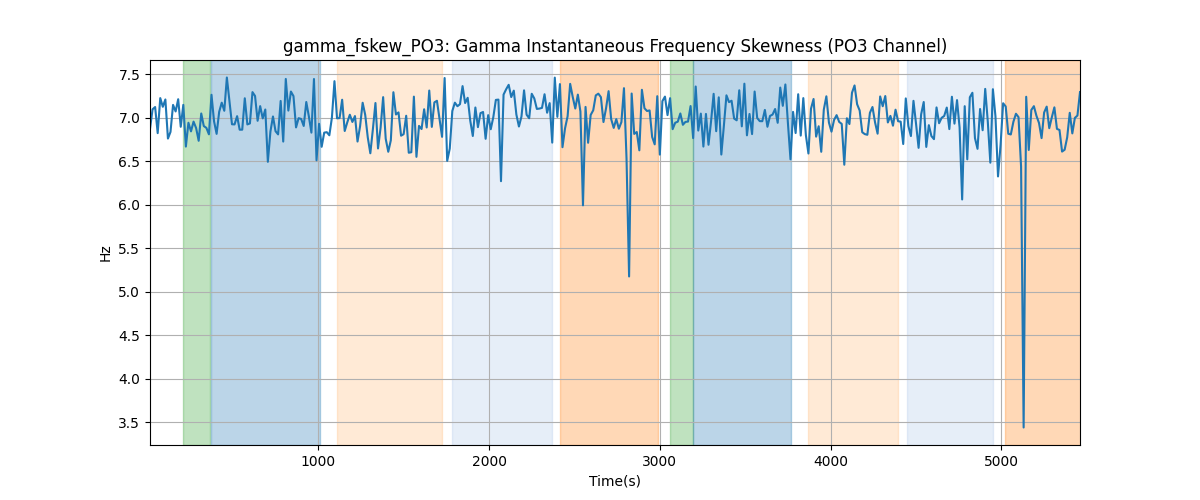 gamma_fskew_PO3: Gamma Instantaneous Frequency Skewness (PO3 Channel)
7.5
7.0
6.5
6.0
5.5
5.0
4.5
4.0
3.5
Hz
1000 2000 3000 4000 5000
Time(s)